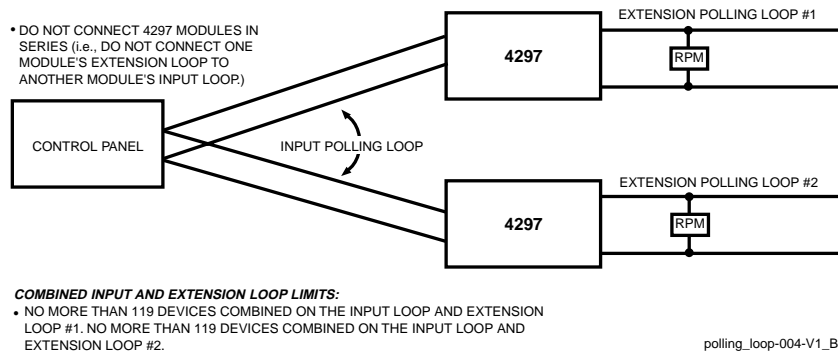 • DO NOT CONNECT 4297 MODULES IN
SERIES (i.e., DO NOT CONNECT ONE
MODULE'S EXTENSION LOOP TO
ANOTHER MODULE'S INPUT LOOP.)
EXTENSION POLLING LOOP #1
4297
RPM
CONTROL PANEL
INPUT POLLING LOOP
EXTENSION POLLING LOOP #2
4297
RPM
COMBINED INPUT AND EXTENSION LOOP LIMITS:
• NO MORE THAN 119 DEVICES COMBINED ON THE INPUT LOOP AND EXTENSION
LOOP #1. NO MORE THAN 119 DEVICES COMBINED ON THE INPUT LOOP AND
EXTENSION LOOP #2.
polling_loop-004-V1_B